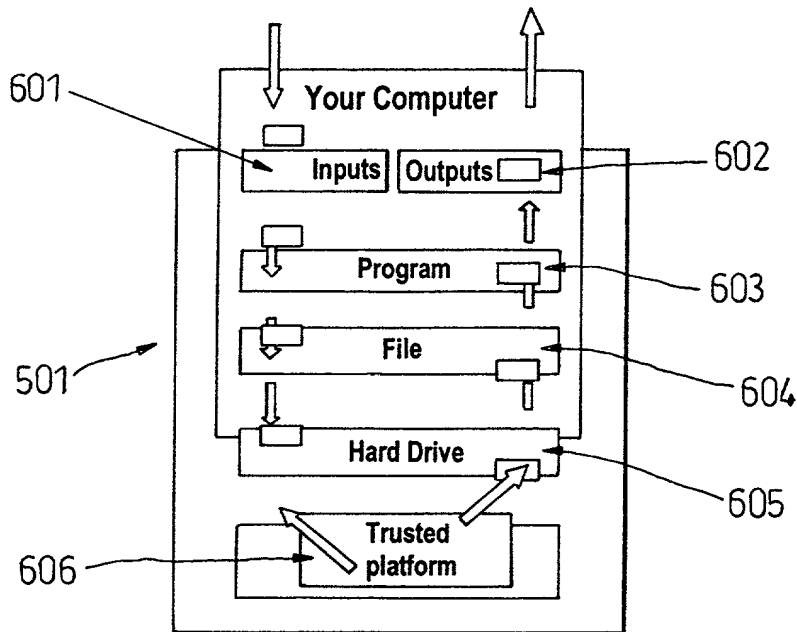 601
Your Computer
Inputs
Outputs
602
Program
603
501
File
604
Hard Drive
605
606
Trusted
platform